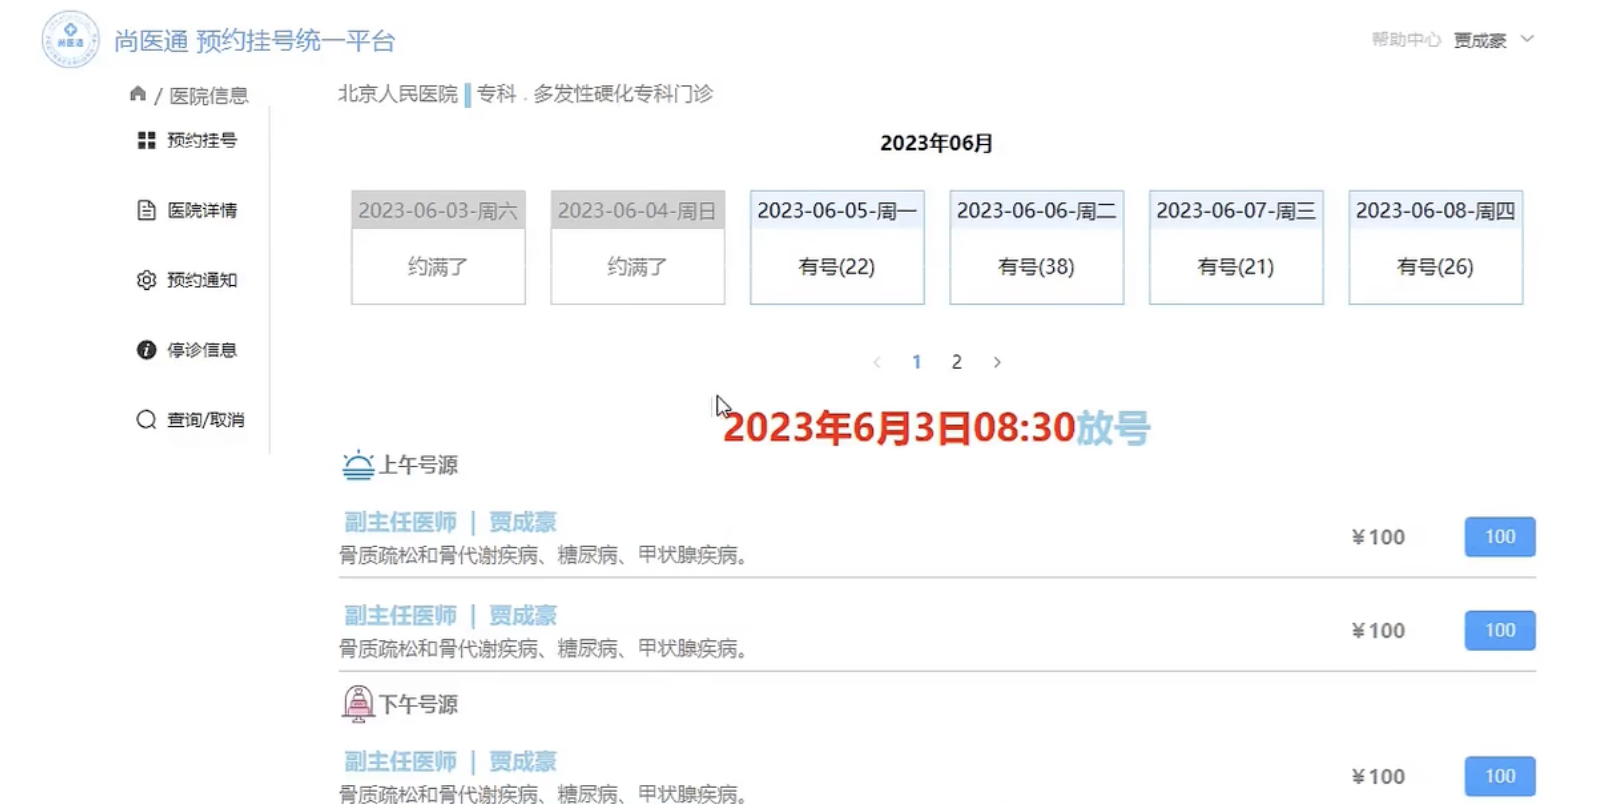 尚医通 尚医通 预约挂号统一平台
帮助中心 贾成豪
/ 医院信息
北京人民医院 专科 . 多发性硬化专科门诊
预约挂号
医院详情
预约通知
停诊信息
查询/取消
2023年06月
2023-06-03-周六 2023-06-04-周日 2023-06-05-周一 2023-06-06-周二 2023-06-07-周三 2023-06-08-周四
约满了 约满了 有号(22) 有号(38) 有号(21) 有号(26)
< 1 2 >
2023年6月3日08:30放号
上午号源
副主任医师 | 贾成豪
骨质疏松和骨代谢疾病、糖尿病、甲状腺疾病。
¥100 100
副主任医师 | 贾成豪
骨质疏松和骨代谢疾病、糖尿病、甲状腺疾病。
¥100 100
下午号源
副主任医师 | 贾成豪
骨质疏松和骨代谢疾病、糖尿病、甲状腺疾病。
¥100 100